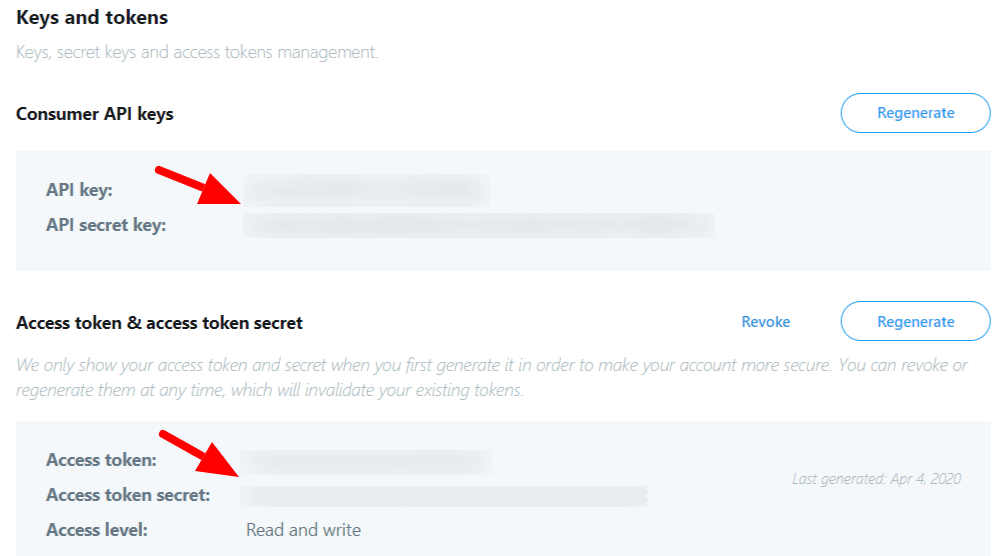 Keys and tokens
Keys, secret keys and access tokens management.
Consumer API keys
Regenerate
API key:
API secret key:
Access token & access token secret
Revoke
Regenerate
We only show your access token and secret when you first generate it in order to make your account more secure. You can revoke or
regenerate them at any time, which will invalidate your existing tokens.
Access token:
Last generated: Apr 4, 2020
Access token secret:
Access level: Read and write